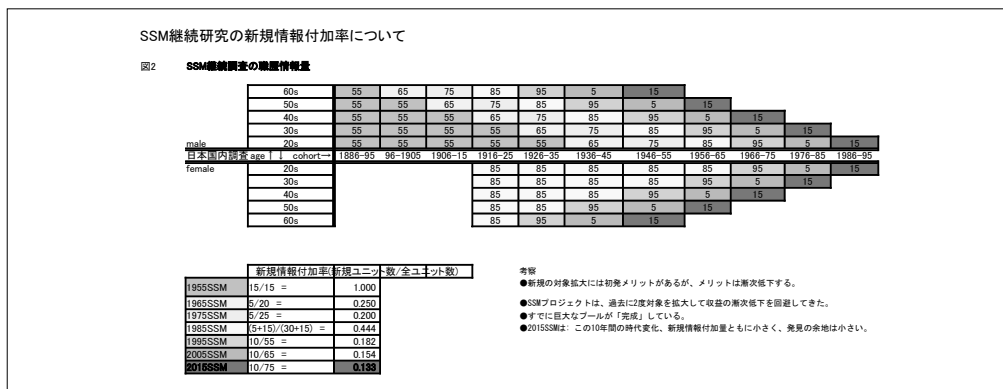 SSM継続研究の新規情報付加率について
図2 SSM継続調査の職歴情報量
60s 55 65 75 85 95 5 15
50s 55 55 65 75 85 95 5 15
40s 55 55 55 65 75 85 95 5 15
30s 55 55 55 55 65 75 85 95 5 15
male 20s 55 55 55 55 55 65 75 85 95 5 15
日本国内調査 age↑↓ cohort→ 1886-95 96-1905 1906-15 1916-25 1926-35 1936-45 1946-55 1956-65 1966-75 1976-85 1986-95
female 20s 85 85 85 85 85 95 5 15
30s 85 85 85 85 95 5 15
40s 85 85 85 95 5 15
50s 85 85 95 5 15
60s 85 95 5 15
新規情報付加率(新規ユニット数/全ユニット数)
1955SSM 15/15 = 1.000
1965SSM 5/20 = 0.250
1975SSM 5/25 = 0.200
1985SSM (5+15)/(30+15) = 0.444
1995SSM 10/55 = 0.182
2005SSM 10/65 = 0.154
2015SSM 10/75 = 0.133
考察
●新規の対象拡大には初発メリットがあるが、メリットは漸次低下する。
●SSMプロジェクトは、過去に2度対象を拡大して収益の漸次低下を回避してきた。
●すでに巨大なプールが「完成」している。
●2015SSMは: この10年間の時代変化、新規情報付加量ともに小さく、発見の余地は小さい。